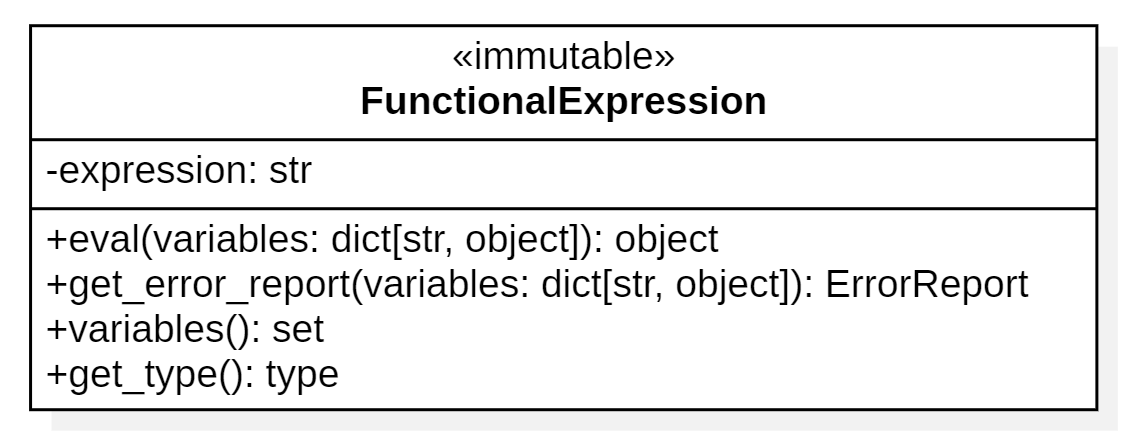 «immutable»
FunctionalExpression
-expression: str
+eval(variables: dict[str, object]): object
+get_error_report(variables: dict[str, object]): ErrorReport
+variables(): set
+get_type(): type